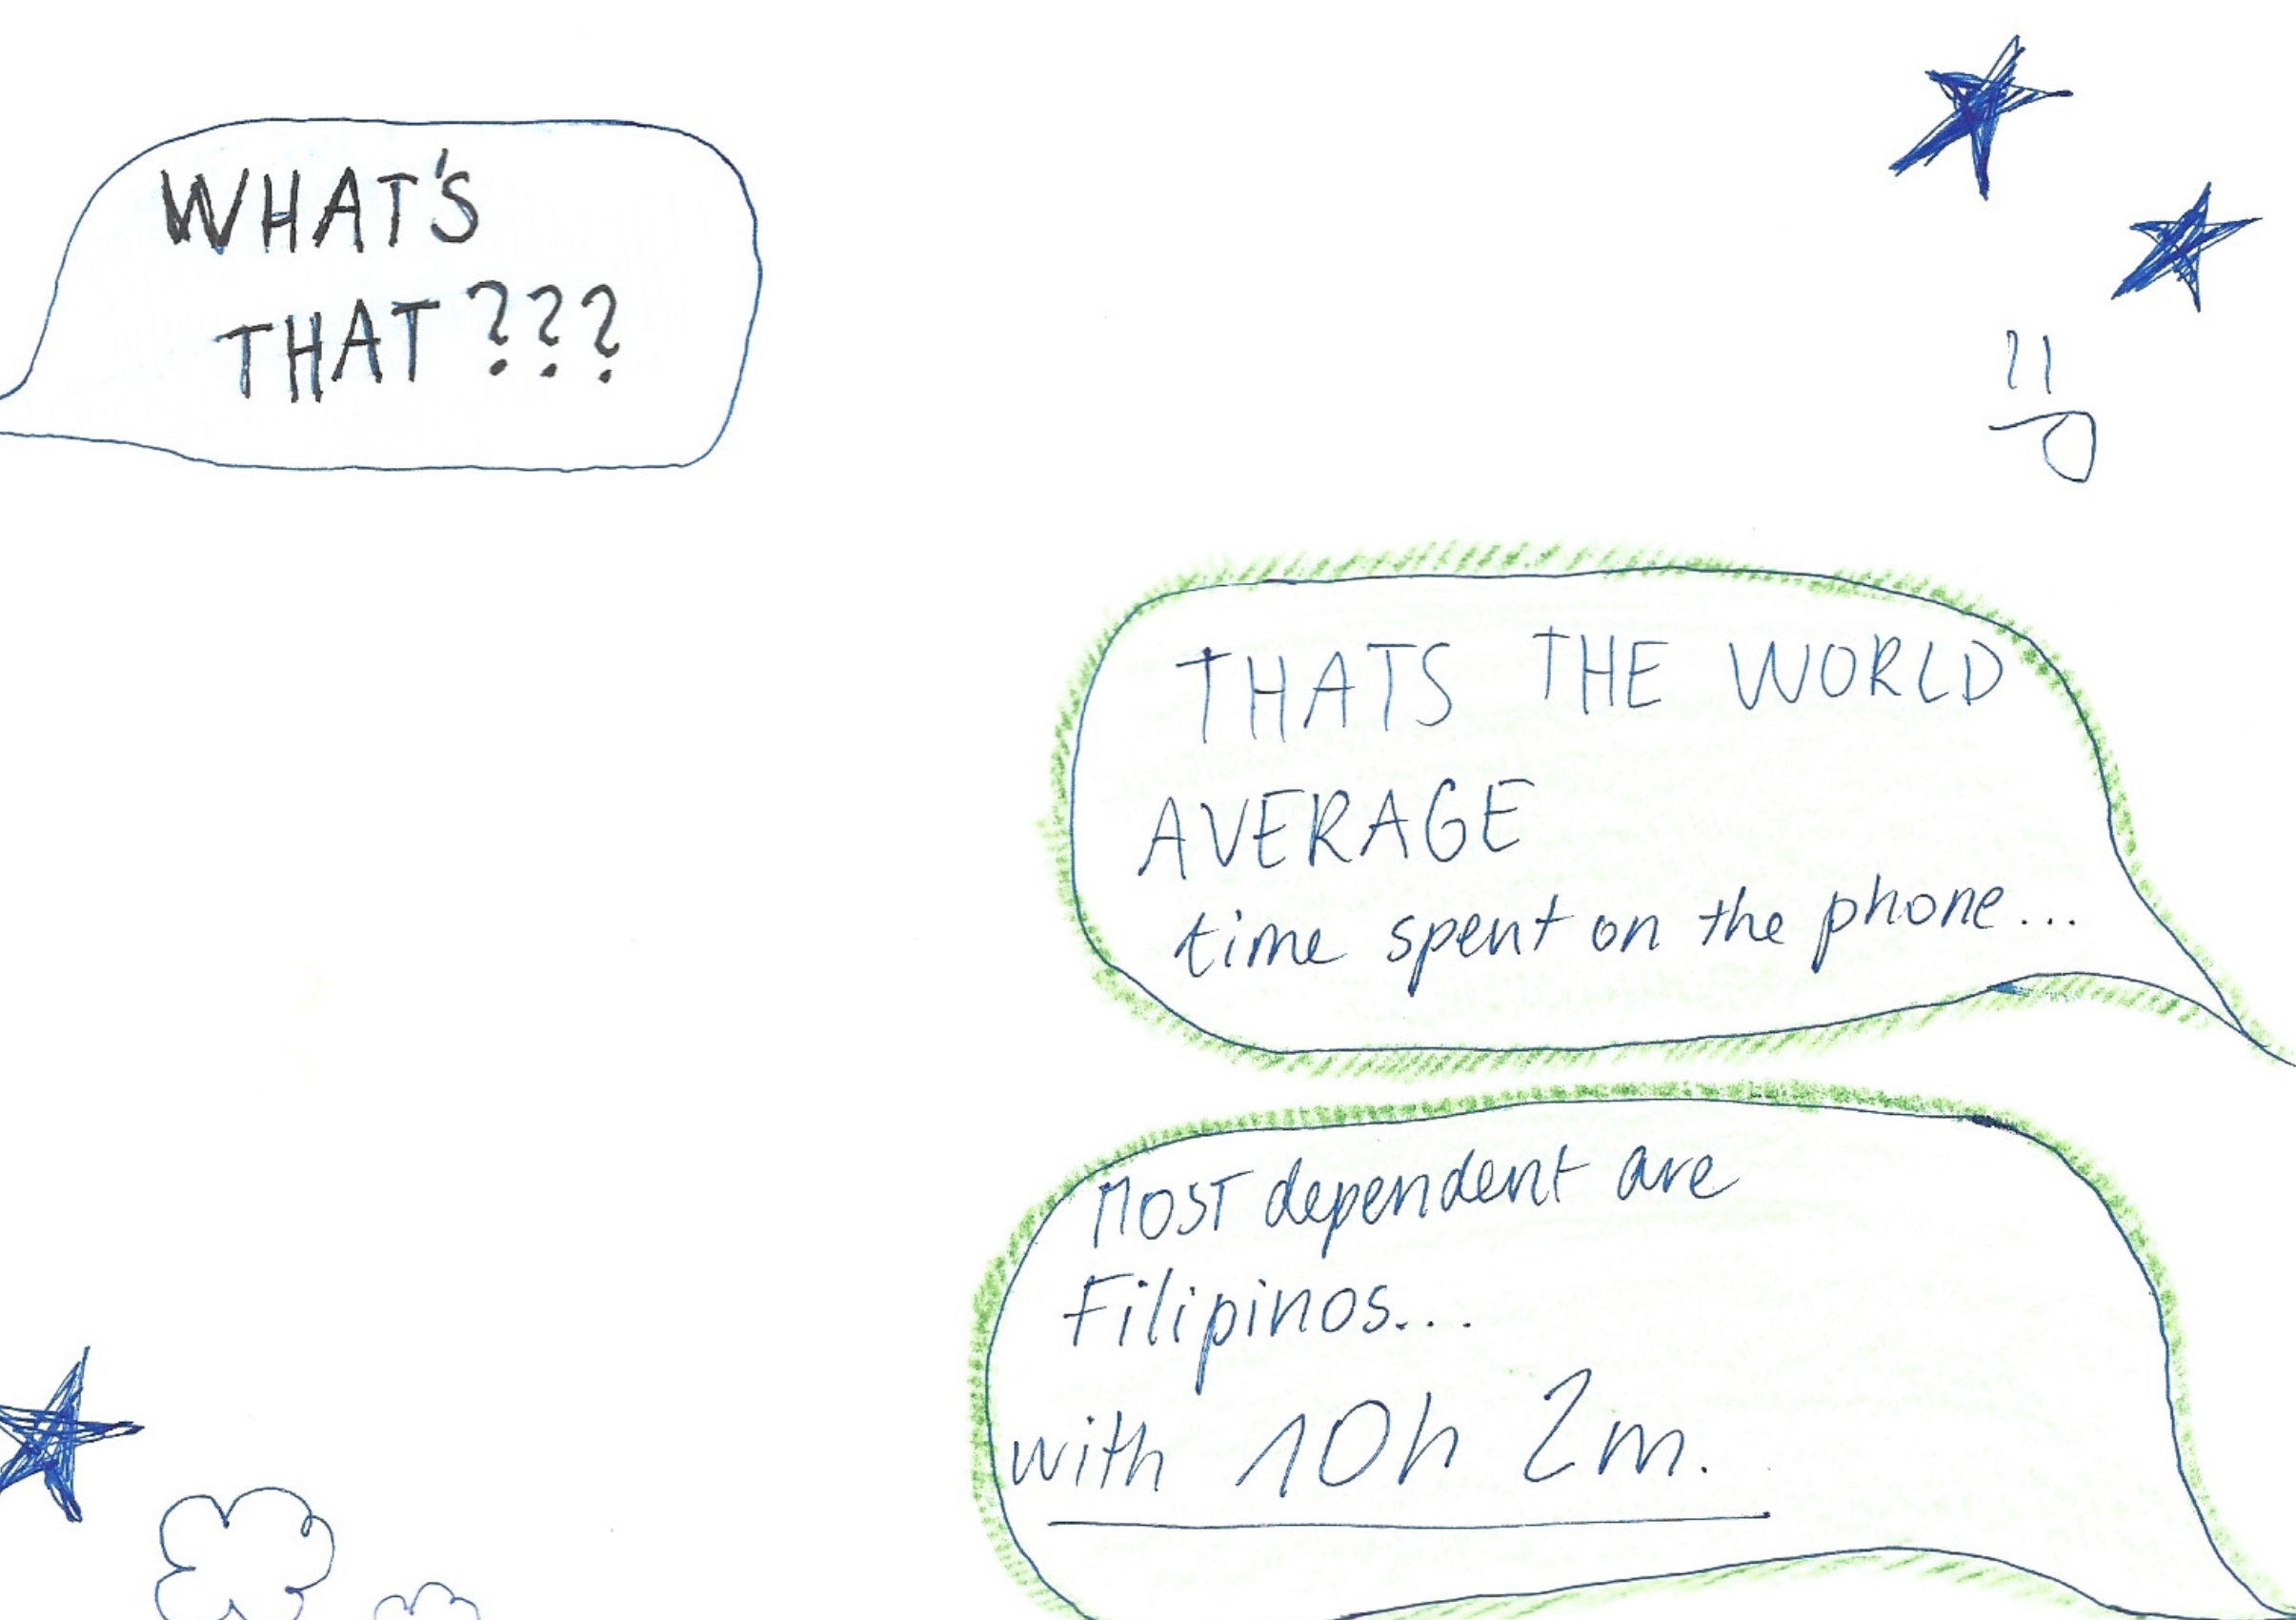 WHAT'S
THAT???
THATS THE WORLD
AVERAGE
time spent on the phone...
MOST dependent are
Filipinos...
with 10h 2m.